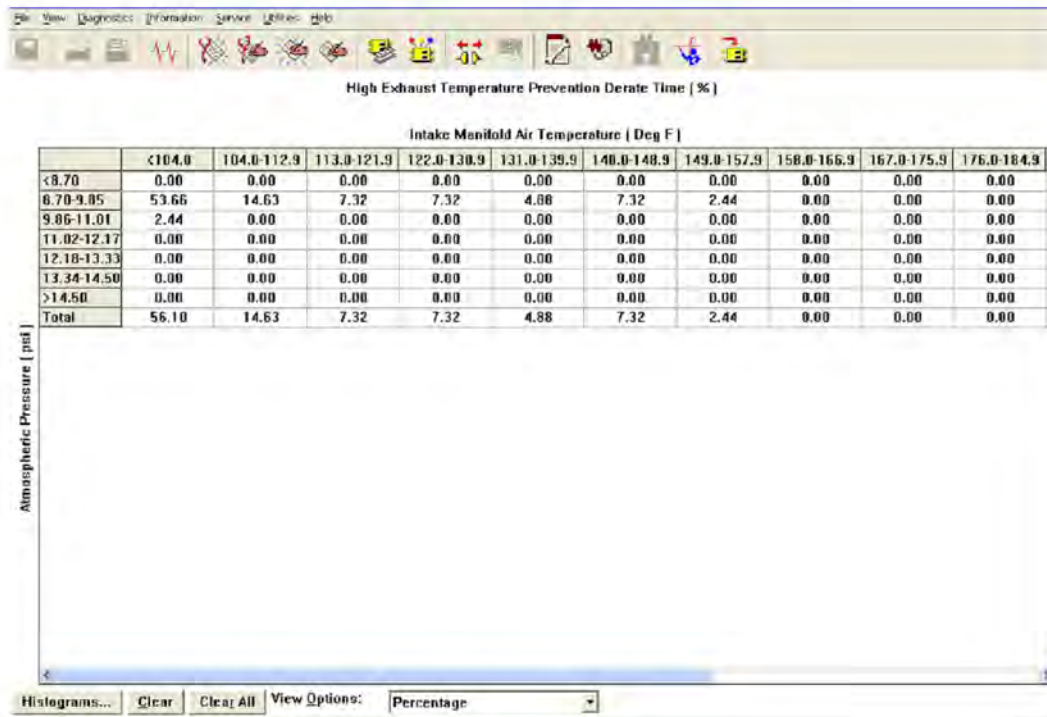 File View Diagnostics Information Service Utilities Help
High Exhaust Temperature Prevention Derate Time ( % )
Intake Manifold Air Temperature ( Deg F )
<104.0 104.0-112.9 113.0-121.9 122.0-130.9 131.0-139.9 140.0-148.9 149.0-157.9 158.0-166.9 167.0-175.9 176.0-184.9
<8.70 0.00 0.00 0.00 0.00 0.00 0.00 0.00 0.00 0.00 0.00
8.70-9.85 53.66 14.63 7.32 7.32 4.88 7.32 2.44 0.00 0.00 0.00
9.86-11.01 2.44 0.00 0.00 0.00 0.00 0.00 0.00 0.00 0.00 0.00
11.02-12.17 0.00 0.00 0.00 0.00 0.00 0.00 0.00 0.00 0.00 0.00
12.18-13.33 0.00 0.00 0.00 0.00 0.00 0.00 0.00 0.00 0.00 0.00
13.34-14.50 0.00 0.00 0.00 0.00 0.00 0.00 0.00 0.00 0.00 0.00
>14.50 0.00 0.00 0.00 0.00 0.00 0.00 0.00 0.00 0.00 0.00
Total 56.10 14.63 7.32 7.32 4.88 7.32 2.44 0.00 0.00 0.00
Atmospheric Pressure ( psi )
Histograms... Clear Clear All View Options: Percentage